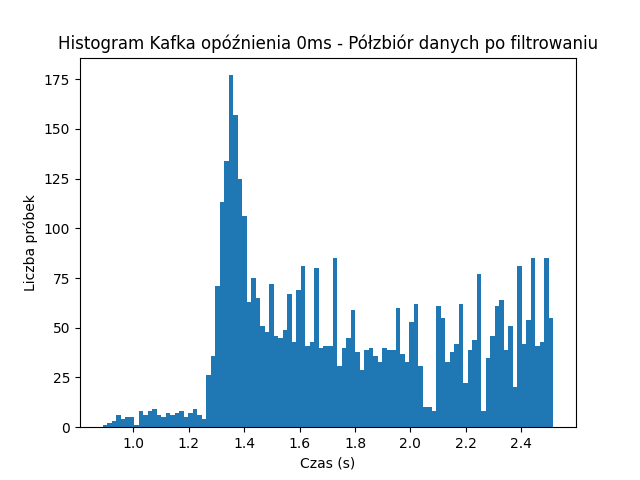 Histogram Kafka opóźnienia 0ms - Półzbiór danych po filtrowaniu
175
150
125
100
75
50
25
0
Liczba próbek
1.0 1.2 1.4 1.6 1.8 2.0 2.2 2.4
Czas (s)